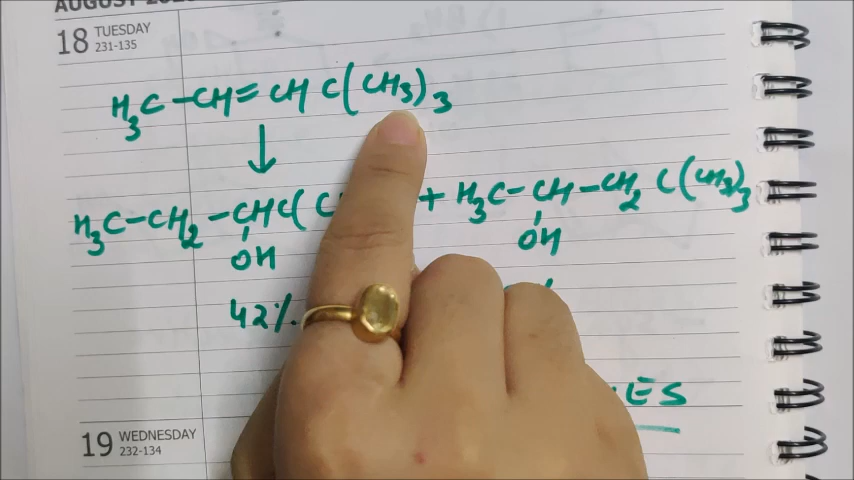 18 TUESDAY
231-135
H3C-CH=CH C(CH3)3
↓
H3C-CH2-CHC( + H3C-CH-CH2 C(CH3)3
OH OH
42%.
ES
19 WEDNESDAY
232-134